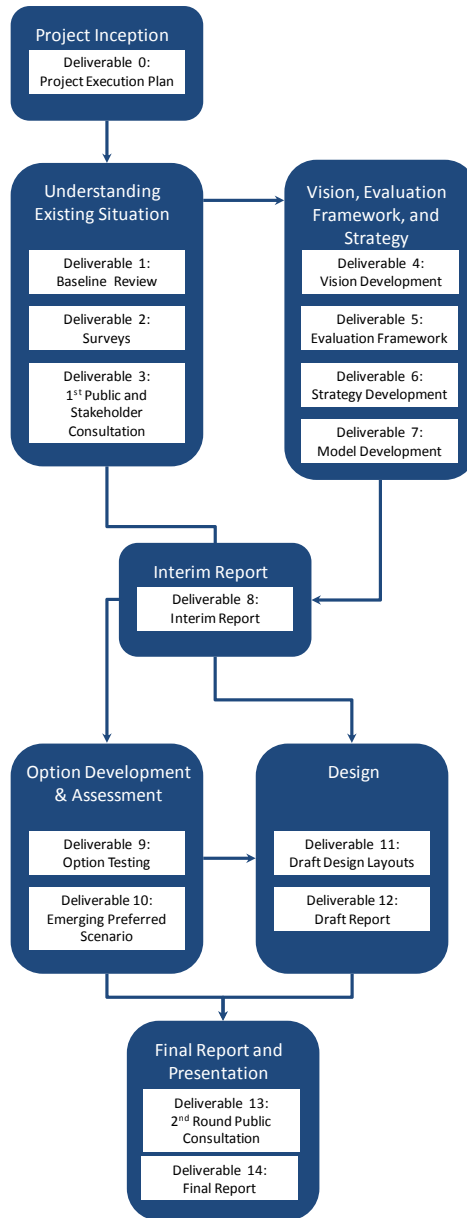 Project Inception
Deliverable 0:
Project Execution Plan
Understanding
Existing Situation
Deliverable 1:
Baseline Review
Deliverable 2:
Surveys
Deliverable 3:
1st Public and
Stakeholder
Consultation
Vision, Evaluation
Framework, and
Strategy
Deliverable 4:
Vision Development
Deliverable 5:
Evaluation Framework
Deliverable 6:
Strategy Development
Deliverable 7:
Model Development
Interim Report
Deliverable 8:
Interim Report
Option Development
& Assessment
Deliverable 9:
Option Testing
Deliverable 10:
Emerging Preferred
Scenario
Design
Deliverable 11:
Draft Design Layouts
Deliverable 12:
Draft Report
Final Report and
Presentation
Deliverable 13:
2nd Round Public
Consultation
Deliverable 14:
Final Report